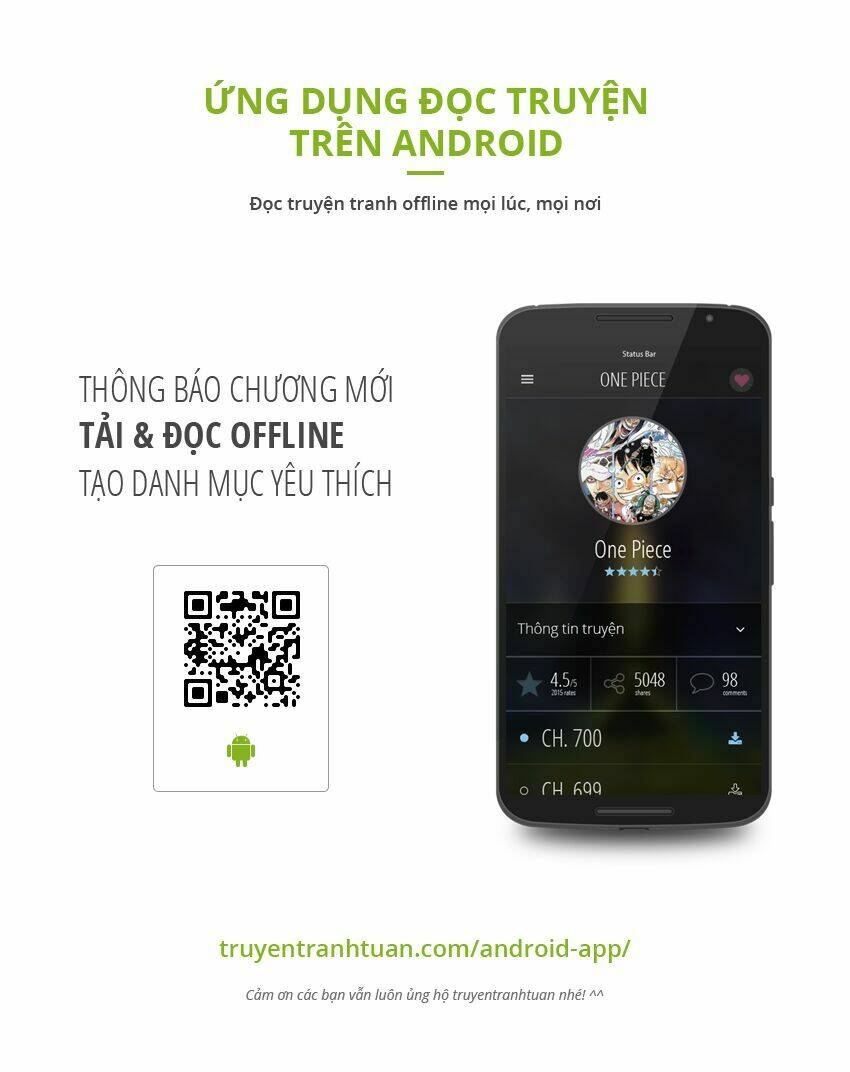 ỨNG DỤNG ĐỌC TRUYỆN
TRÊN ANDROID
Đọc truyện tranh offline mọi lúc, mọi nơi
THÔNG BÁO CHƯƠNG MỚI
TẢI & ĐỌC OFFLINE
TẠO DANH MỤC YÊU THÍCH
Status Bar
ONE PIECE
One Piece
Thông tin truyện
4.5/5
2015 rates
5048
shares
98
comments
CH. 700
CH. 699
truyentranhtuan.com/android-app/
Cảm ơn các bạn vẫn luôn ủng hộ truyentranhtuan nhé! ^^